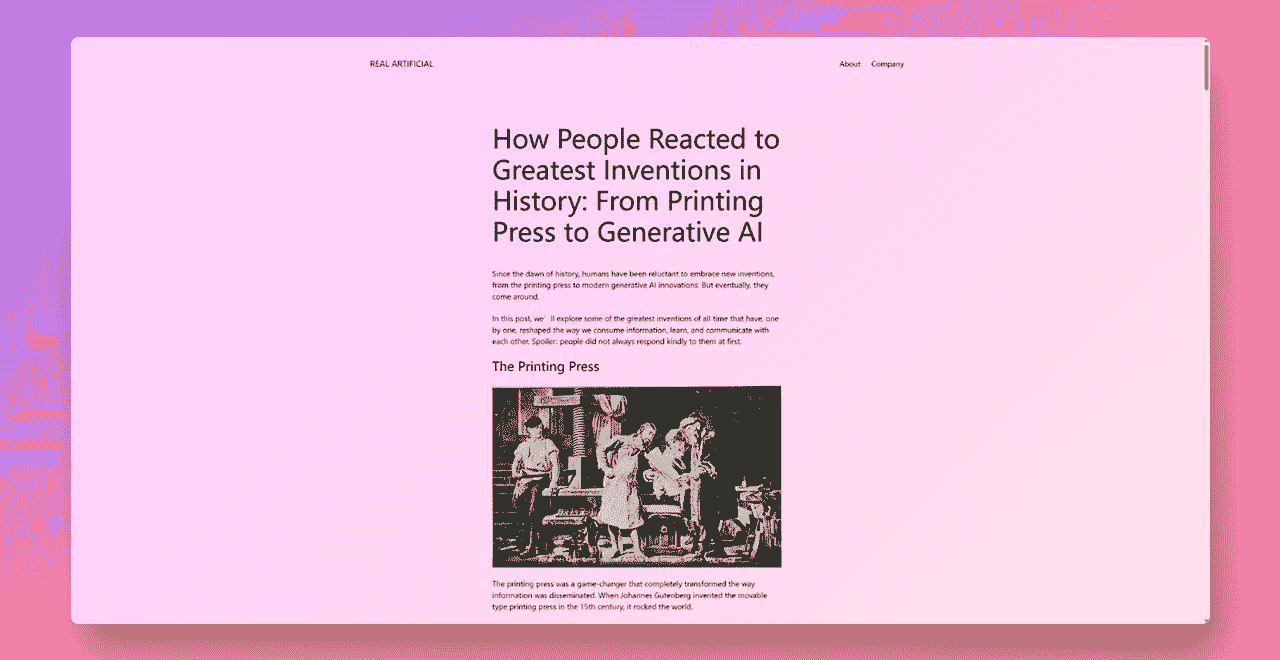 REAL ARTIFICIAL
About Company
How People Reacted to
Greatest Inventions in
History: From Printing
Press to Generative AI
Since the dawn of history, humans have been reluctant to embrace new inventions,
from the printing press to modern generative AI innovations. But eventually, they
come around.
In this post, we' ll explore some of the greatest inventions of all time that have, one
by one, reshaped the way we consume information, learn, and communicate with
each other. Spoiler: people did not always respond kindly to them at first.
The Printing Press
The printing press was a game-changer that completely transformed the way
information was disseminated. When Johannes Gutenberg invented the movable
type printing press in the 15th century, it rocked the world.